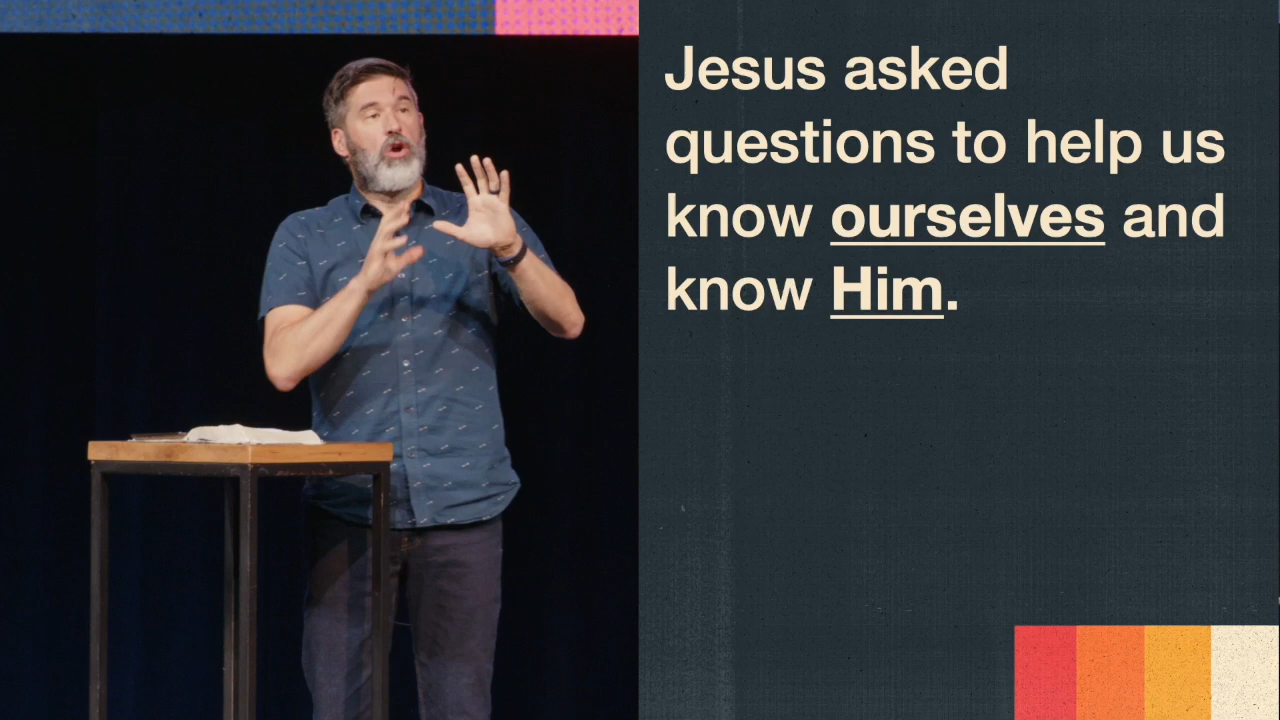 Jesus asked
questions to help us
know ourselves and
know Him.